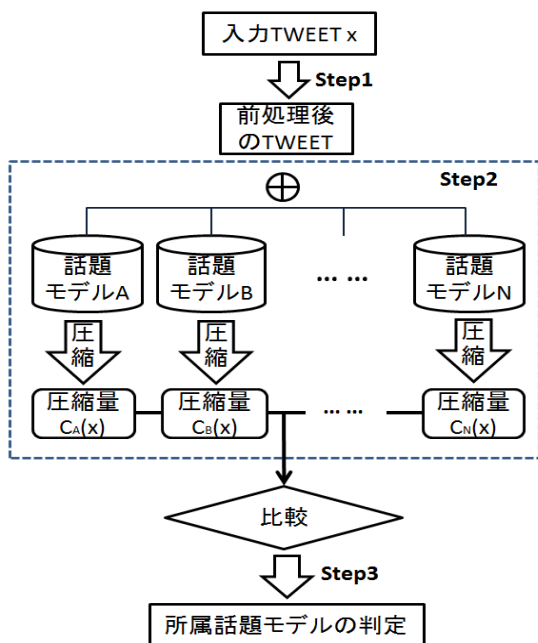 入力TWEET x
Step1
前処理後
のTWEET
Step2
話題
モデルA
話題
モデルB
... ...
話題
モデルN
圧縮
圧縮
圧縮
圧縮量
CA(x)
圧縮量
CB(x)
... ...
圧縮量
CN(x)
比較
Step3
所属話題モデルの判定